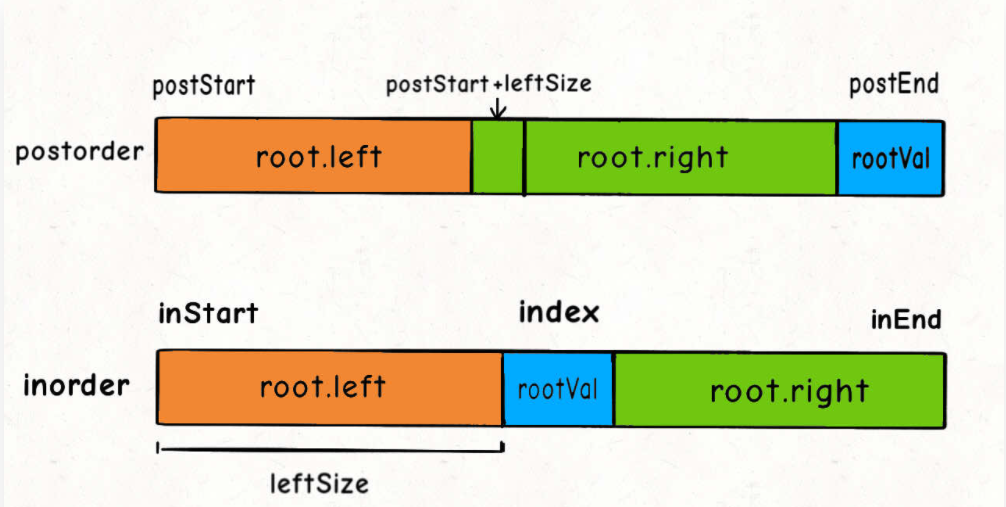 postStart postStart+leftSize postEnd
postorder root.left root.right rootVal
inStart index inEnd
inorder root.left rootVal root.right
leftSize